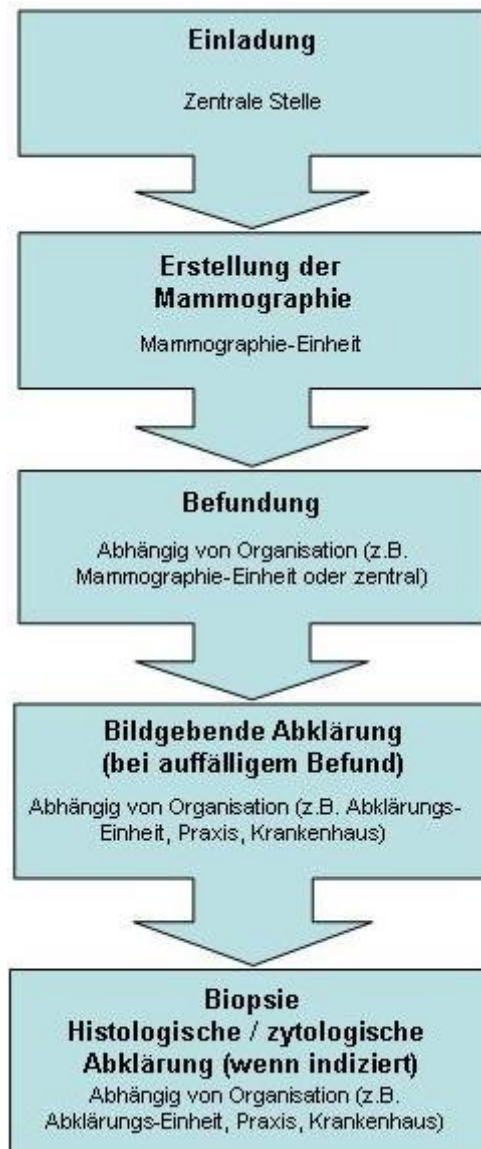 Einladung
Zentrale Stelle
Erstellung der
Mammographie
Mammographie-Einheit
Befundung
Abhängig von Organisation (z.B.
Mammographie-Einheit oder zentral)
Bildgebende Abklärung
(bei auffälligem Befund)
Abhängig von Organisation (z.B. Abklärungs-
Einheit, Praxis, Krankenhaus)
Biopsie
Histologische / zytologische
Abklärung (wenn indiziert)
Abhängig von Organisation (z.B.
Abklärungs-Einheit, Praxis, Krankenhaus)